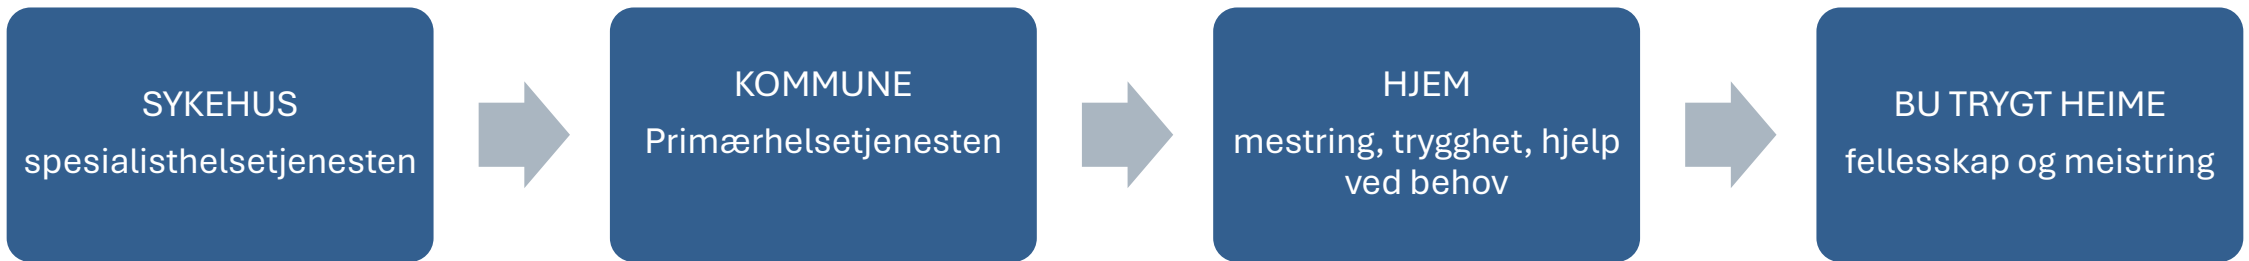 SYKEHUS
spesialisthelsetjenesten
KOMMUNE
Primærhelsetjenesten
HJEM
mestring, trygghet, hjelp
ved behov
BU TRYGT HEIME
fellesskap og meistring